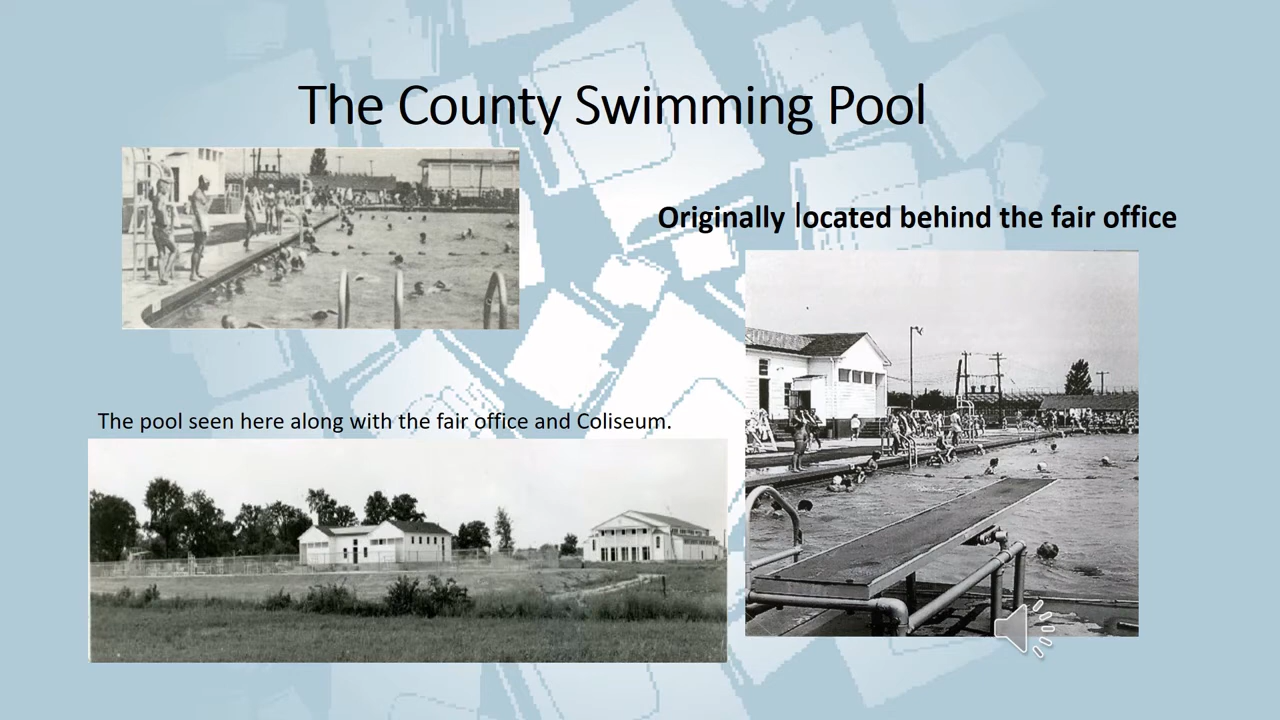 The County Swimming Pool
Originally located behind the fair office
The pool seen here along with the fair office and Coliseum.